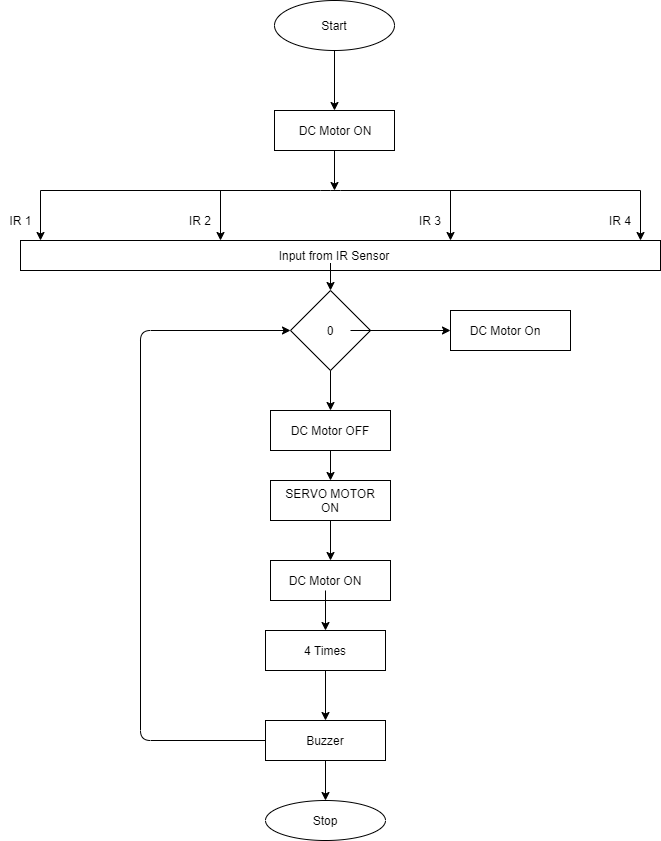 Start
DC Motor ON
IR 1
IR 2
IR 3
IR 4
Input from IR Sensor
0
DC Motor On
DC Motor OFF
SERVO MOTOR
ON
DC Motor ON
4 Times
Buzzer
Stop